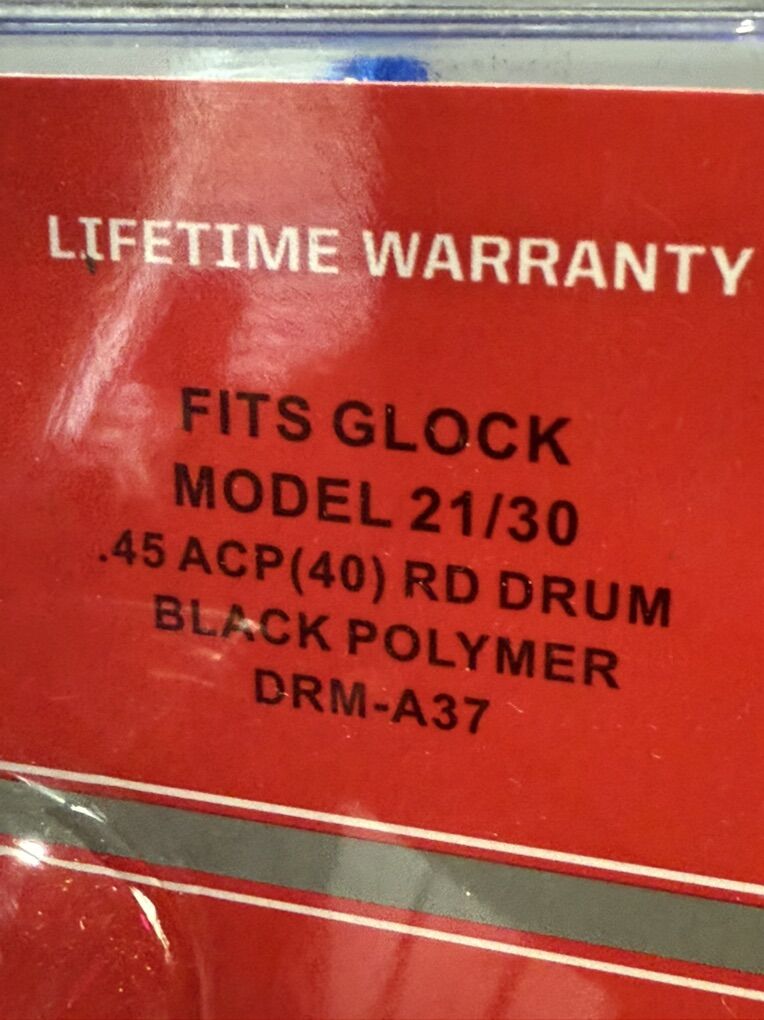 LIFETIME WARRANTY
FITS GLOCK
MODEL 21/30
.45 ACP(40) RD DRUM
BLACK POLYMER
DRM-A37